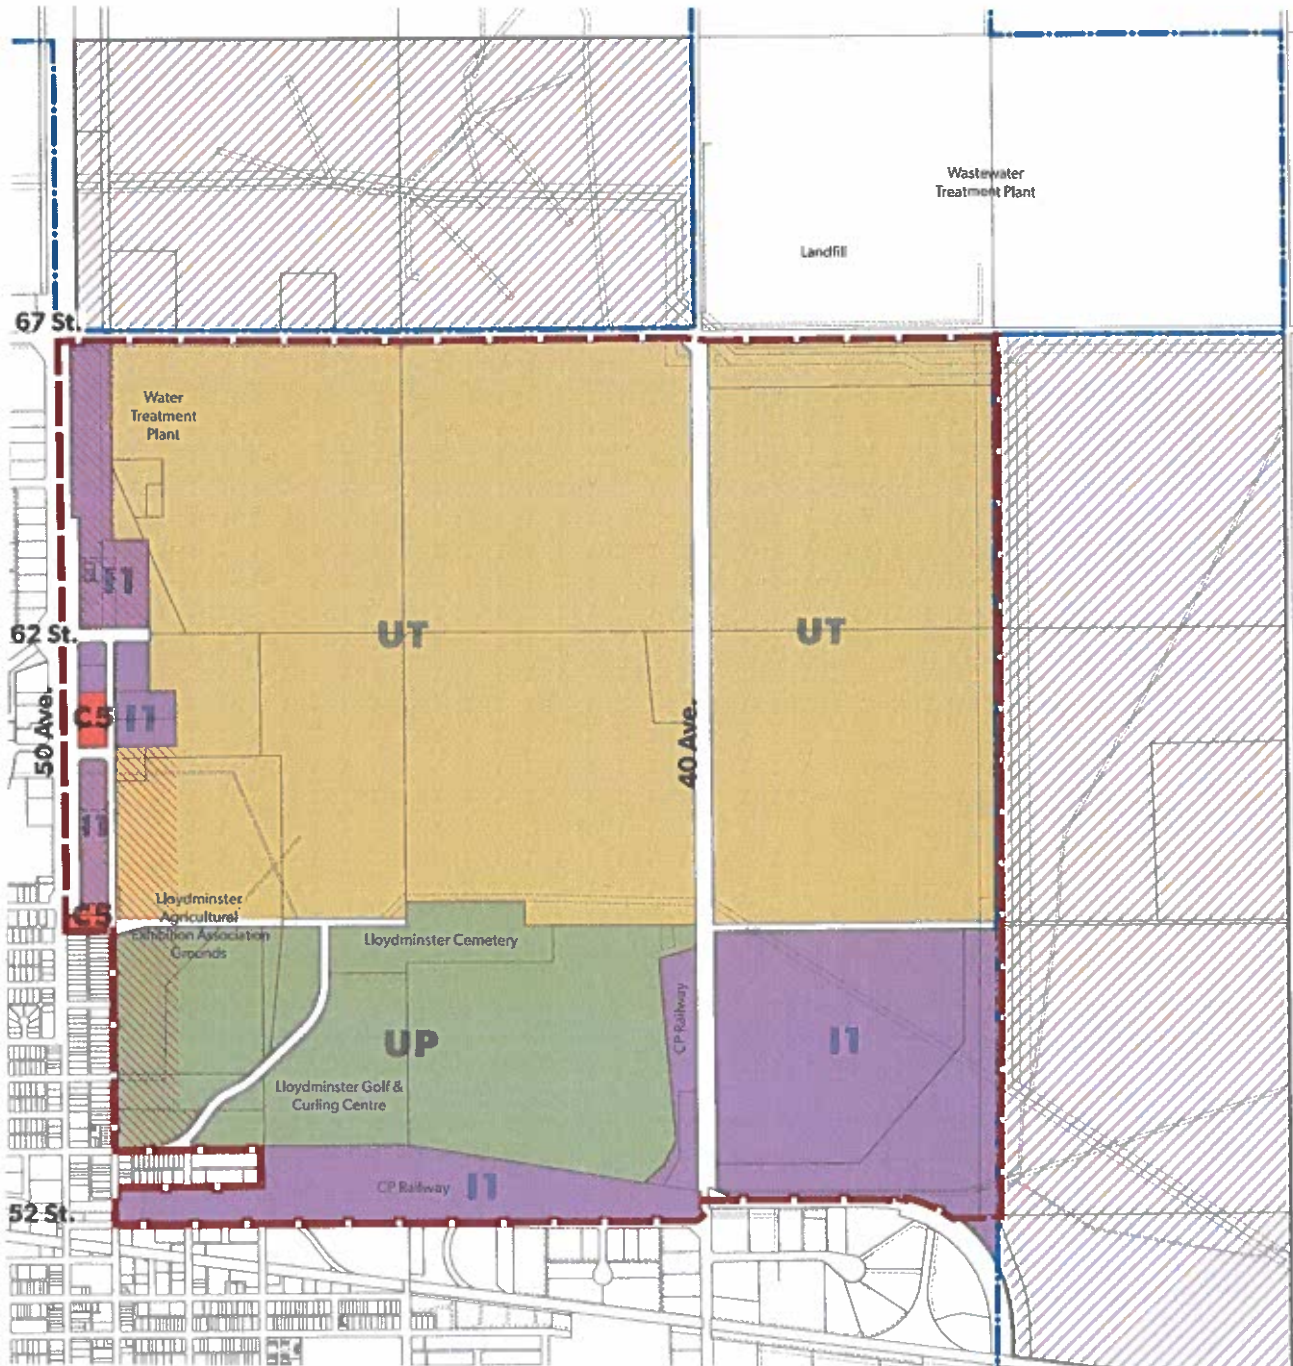 Wastewater
Treatment Plant
Landfill
67 St.
Water
Treatment
Plant
I1
62 St.
UT
UT
50 Ave.
C5
I1
40 Ave.
I1
Lloydminster
Agricultural
Exhibition Association
Grounds
C5
Lloydminster Cemetery
CP Railway
UP
I1
Lloydminster Golf &
Curling Centre
CP Railway
I1
52 St.